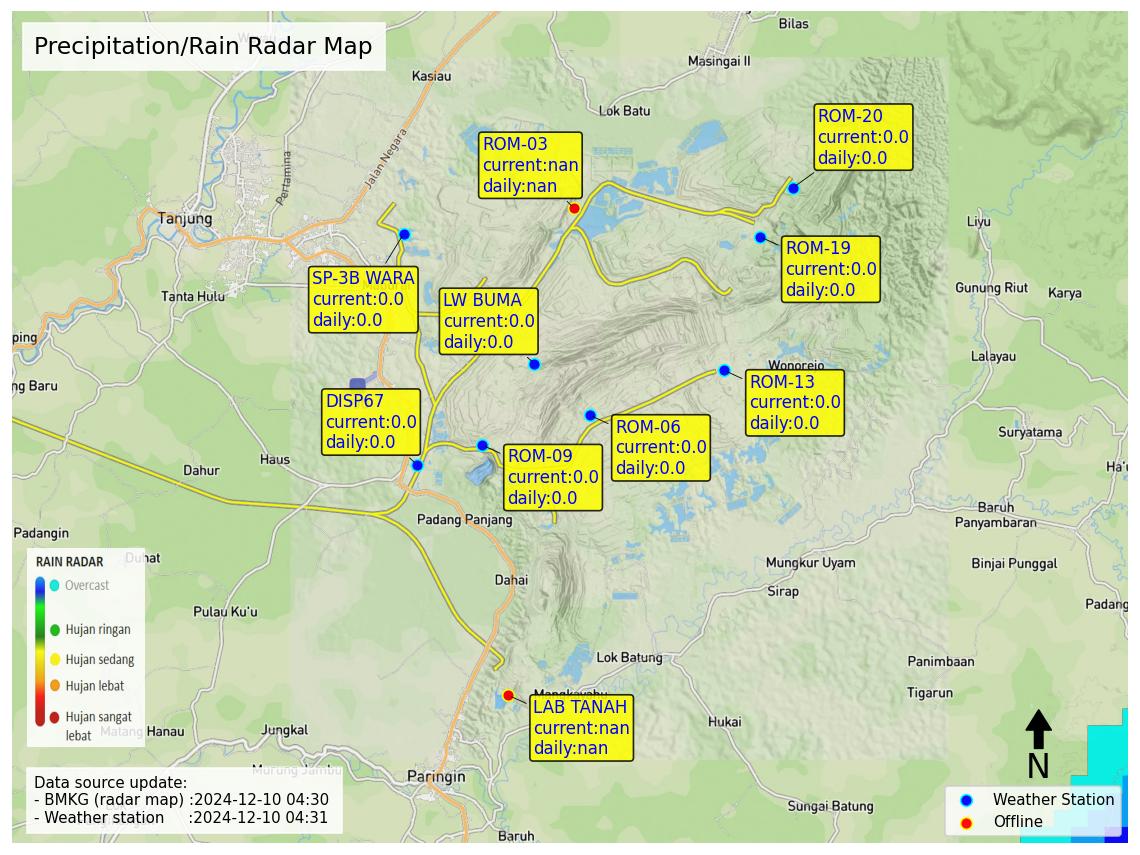 Precipitation/Rain Radar Map
Bilas
Masingai II
Kasiau
Lok Batu
Jalan Negara
Pertamina
Tanjung
Tanta Hulu
ping
ng Baru
ROM-03
current:nan
daily:nan
ROM-20
current:0.0
daily:0.0
ROM-19
current:0.0
daily:0.0
SP-3B WARA
current:0.0
daily:0.0
LW BUMA
current:0.0
daily:0.0
Liyu
Gunung Riut
Karya
Lalayau
Wonorejo
ROM-13
current:0.0
daily:0.0
DISP67
current:0.0
daily:0.0
ROM-06
current:0.0
daily:0.0
ROM-09
current:0.0
daily:0.0
Suryatama
Ha'u
Haus
Dahur
Baruh
Panyambaran
Padang Panjang
Padangin
Duhat
Mungkur Uyam
Binjai Punggal
Dahai
Sirap
Padang
Pulau Ku'u
RAIN RADAR
Overcast
Hujan ringan
Hujan sedang
Hujan lebat
Hujan sangat
lebat
Lok Batung
Panimbaan
Tigarun
Mangkayahu
LAB TANAH
current:nan
daily:nan
Hukai
Matang Hanau
Jungkal
Murung Jambu
Paringin
Sungai Batung
Baruh
N
Data source update:
- BMKG (radar map) :2024-12-10 04:30
- Weather station :2024-12-10 04:31
Weather Station
Offline